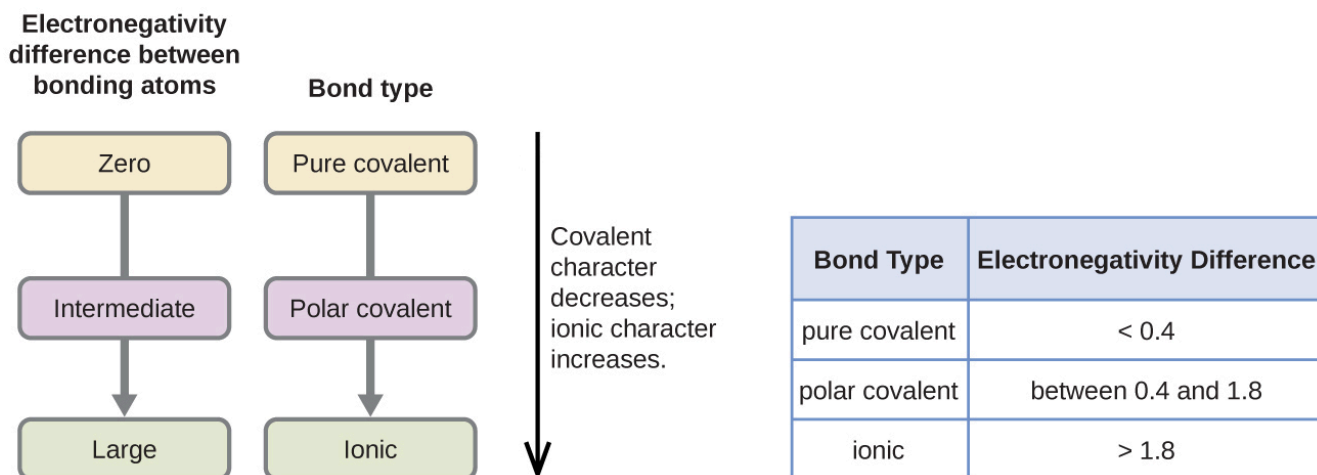 Electronegativity
difference between
bonding atoms
Bond type
Zero
Pure covalent
Intermediate
Polar covalent
Large
Ionic
Covalent
character
decreases;
ionic character
increases.
Bond Type Electronegativity Difference
pure covalent < 0.4
polar covalent between 0.4 and 1.8
ionic > 1.8